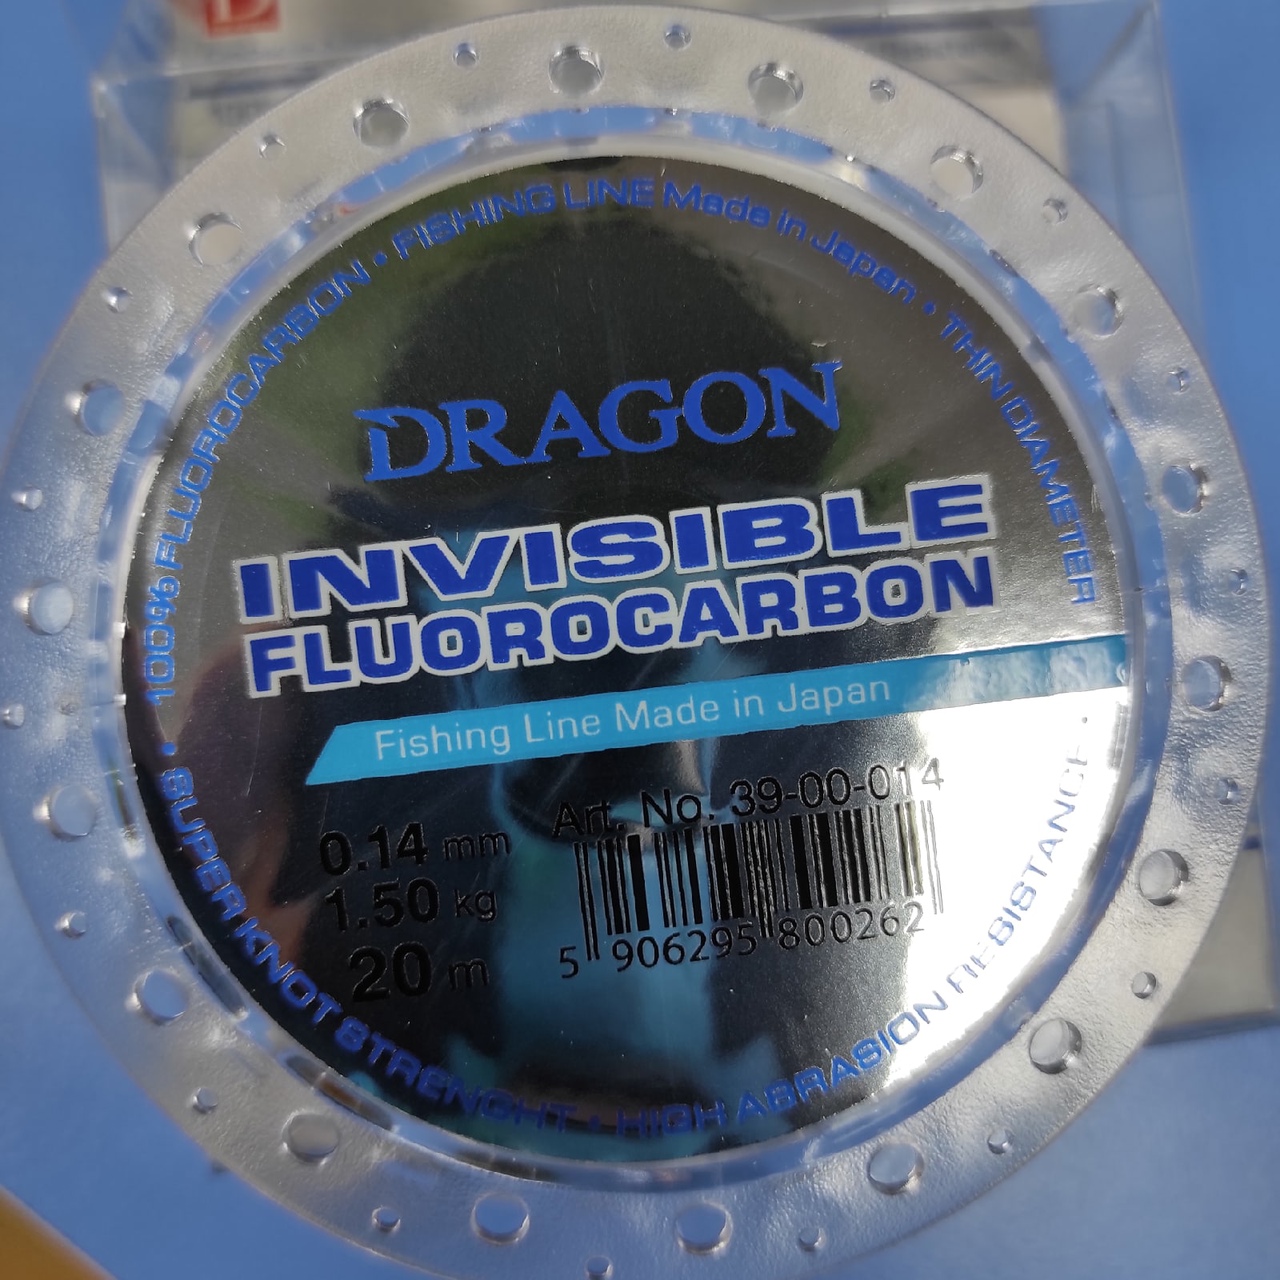 100% FLUOROCARBON • FISHING LINE Made in Japan • THIN DIAMETER
DRAGON
INVISIBLE
FLUOROCARBON
Fishing Line Made in Japan
Art. No. 39-00-014
0.14 mm
1.50 kg
20 m
5 906295 800262
• SUPER KNOT STRENGHT • HIGH ABRASION RESISTANCE •